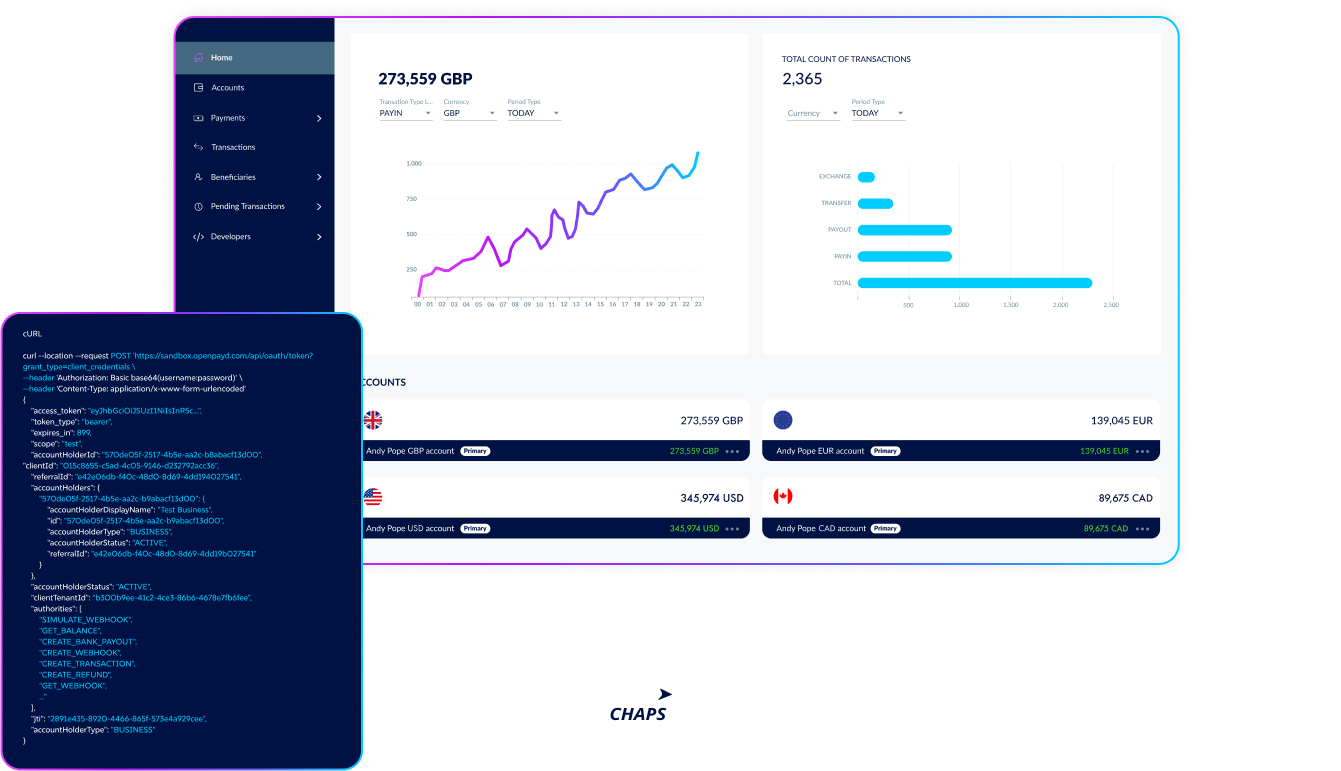 Home
Accounts
Payments
Transactions
Beneficiaries
Pending Transactions
Developers
273,559 GBP
Transation Type L... Currency Period Type
PAYIN GBP TODAY
1,000
750
500
250
00 01 02 03 04 05 06 07 08 09 10 11 12 13 14 15 16 17 18 19 20 21 22 23
TOTAL COUNT OF TRANSACTIONS
2,365
Period Type
Currency TODAY
EXCHANGE
TRANSFER
PAYOUT
PAYIN
TOTAL
500 1,000 1,500 2,000 2,500
CCOUNTS
273,559 GBP
Andy Pope GBP account Primary 273,559 GBP
139,045 EUR
Andy Pope EUR account Primary 139,045 EUR
345,974 USD
Andy Pope USD account Primary 345,974 USD
89,675 CAD
Andy Pope CAD account Primary 89,675 CAD
cURL
curl --location --request POST 'https://sandbox.openpayd.com/api/oauth/token?
grant_type=client_credentials \
--header 'Authorization: Basic base64(username:password)' \
--header 'Content-Type: application/x-www-form-urlencoded'
{
"access_token": "eyJhbGciOiJSUzI1NiIsInR5c...",
"token_type": "bearer",
"expires_in": 899,
"scope": "test",
"accountHolderId": "570de05f-2517-4b5e-aa2c-b8abacf13d00",
"clientId": "015c8655-c5ad-4c05-9146-d232792acc36",
"referralId": "e42e06db-f40c-48d0-8d69-4dd194027541",
"accountHolders": {
"570de05f-2517-4b5e-aa2c-b9abacf13d00": {
"accountHolderDisplayName": "Test Business",
"id": "570de05f-2517-4b5e-aa2c-b9abacf13d00",
"accountHolderType": "BUSINESS",
"accountHolderStatus": "ACTIVE",
"referralId": "e42e06db-f40c-48d0-8d69-4dd19b027541"
}
},
"accountHolderStatus": "ACTIVE",
"clientTenantId": "b300b9ee-41c2-4ce3-86b6-4678e7fb6fee",
"authorities": [
"SIMULATE_WEBHOOK",
"GET_BALANCE",
"CREATE_BANK_PAYOUT",
"CREATE_WEBHOOK",
"CREATE_TRANSACTION",
"CREATE_REFUND",
"GET_WEBHOOK",
..."
],
"jti": "2891e435-8920-4466-865f-573e4a929cee",
"accountHolderType": "BUSINESS"
}
CHAPS